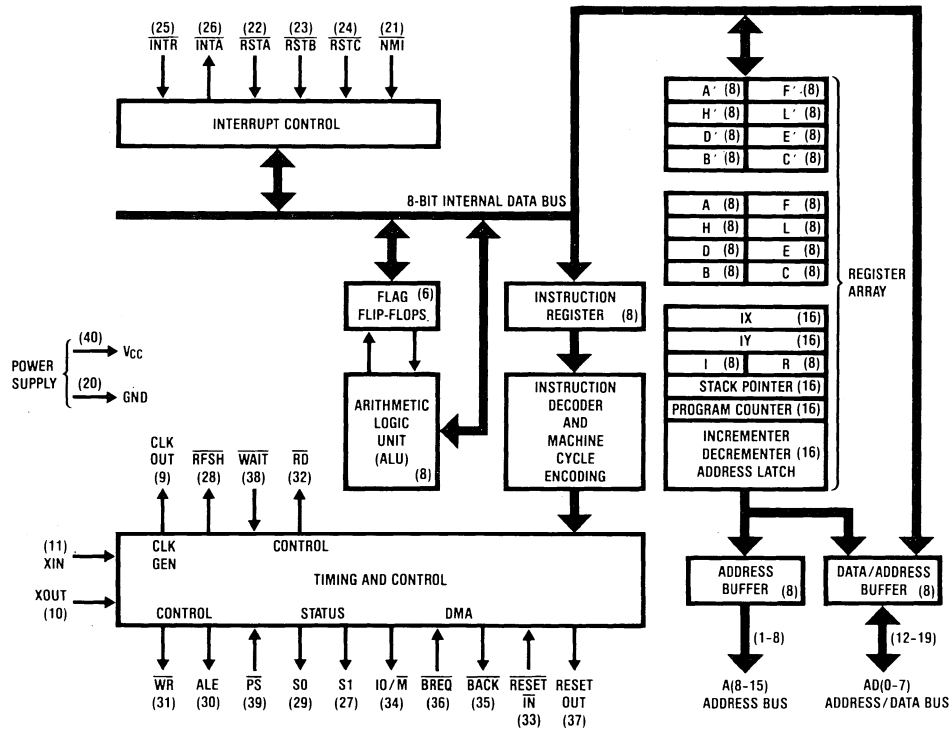 (25) (26) (22) (23) (24) (21)
INTR INTA RSTA RSTB RSTC NMI
INTERRUPT CONTROL
8-BIT INTERNAL DATA BUS
A′ (8) F′ (8)
H′ (8) L′ (8)
D′ (8) E′ (8)
B′ (8) C′ (8)
A (8) F (8)
H (8) L (8)
D (8) E (8)
B (8) C (8)
IX (16)
IY (16)
I (8) R (8)
STACK POINTER (16)
PROGRAM COUNTER (16)
INCREMENTER
DECREMENTER (16)
ADDRESS LATCH
REGISTER
ARRAY
FLAG (6)
FLIP-FLOPS
INSTRUCTION
REGISTER (8)
ARITHMETIC
LOGIC
UNIT
(ALU)
(8)
INSTRUCTION
DECODER
AND
MACHINE
CYCLE
ENCODING
POWER
SUPPLY
(40)
VCC
(20)
GND
CLK
OUT RFSH WAIT RD
(9) (28) (38) (32)
(11)
XIN
XOUT
(10)
CLK
GEN
CONTROL
TIMING AND CONTROL
CONTROL STATUS DMA
WR ALE PS S0 S1 IO/M BREQ BACK RESET IN RESET OUT
(31) (30) (39) (29) (27) (34) (36) (35) (33) (37)
ADDRESS
BUFFER
(8)
DATA/ADDRESS
BUFFER (8)
(1-8)
(12-19)
A(8-15)
ADDRESS BUS
AD(0-7)
ADDRESS/DATA BUS